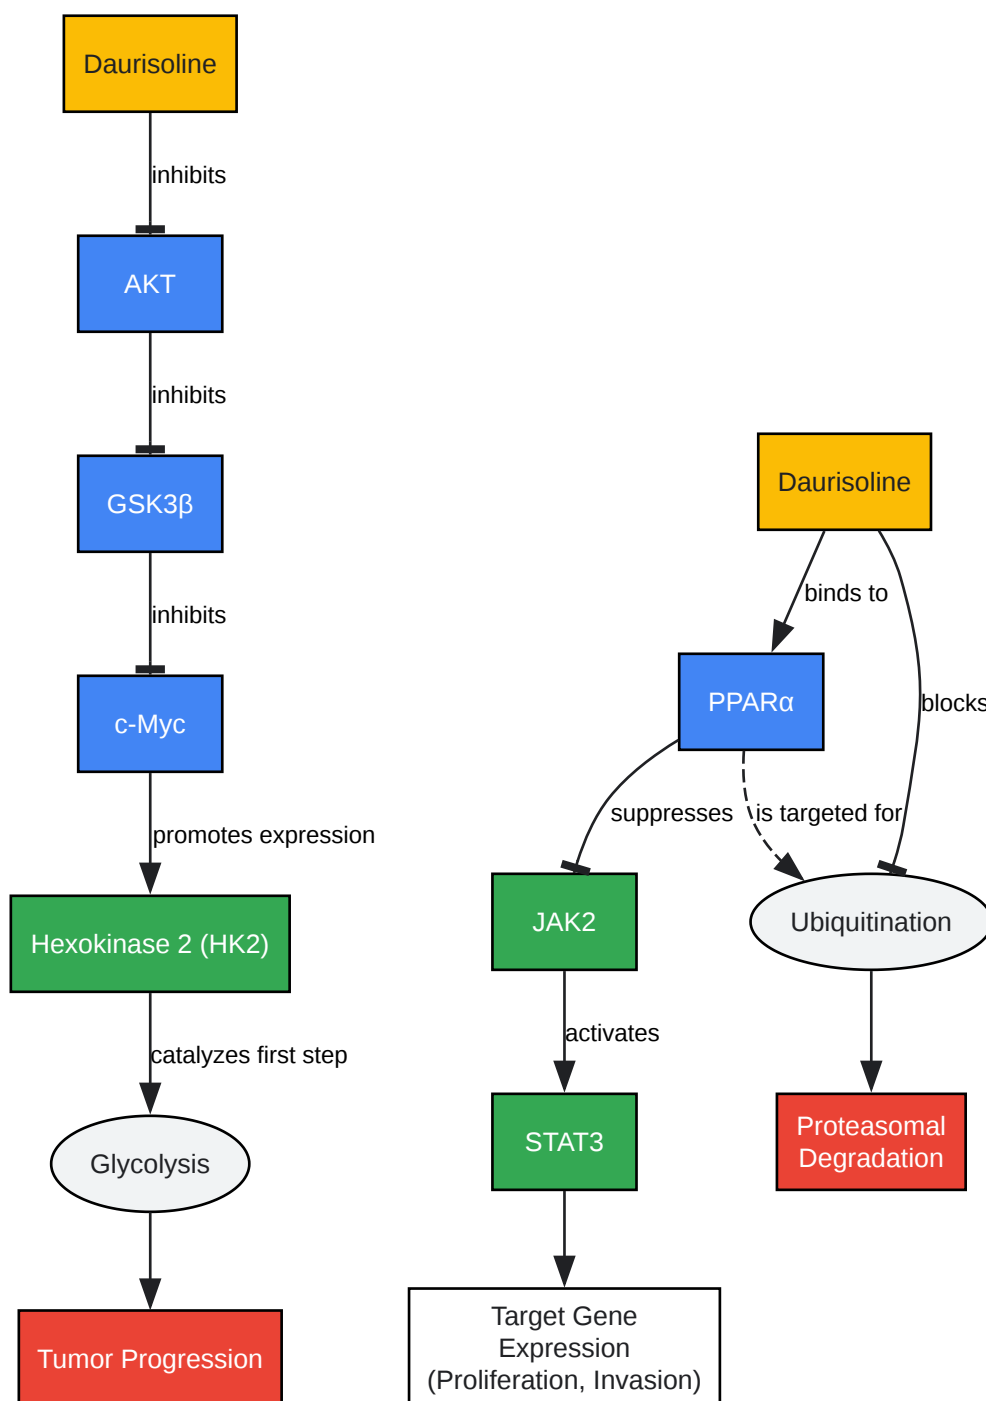 Daurisoline
inhibits
AKT
inhibits
GSK3β
inhibits
c-Myc
promotes expression
Hexokinase 2 (HK2)
catalyzes first step
Glycolysis
Tumor Progression
Daurisoline
binds to
blocks
PPARα
suppresses
is targeted for
JAK2
Ubiquitination
activates
STAT3
Proteasomal
Degradation
Target Gene
Expression
(Proliferation, Invasion)